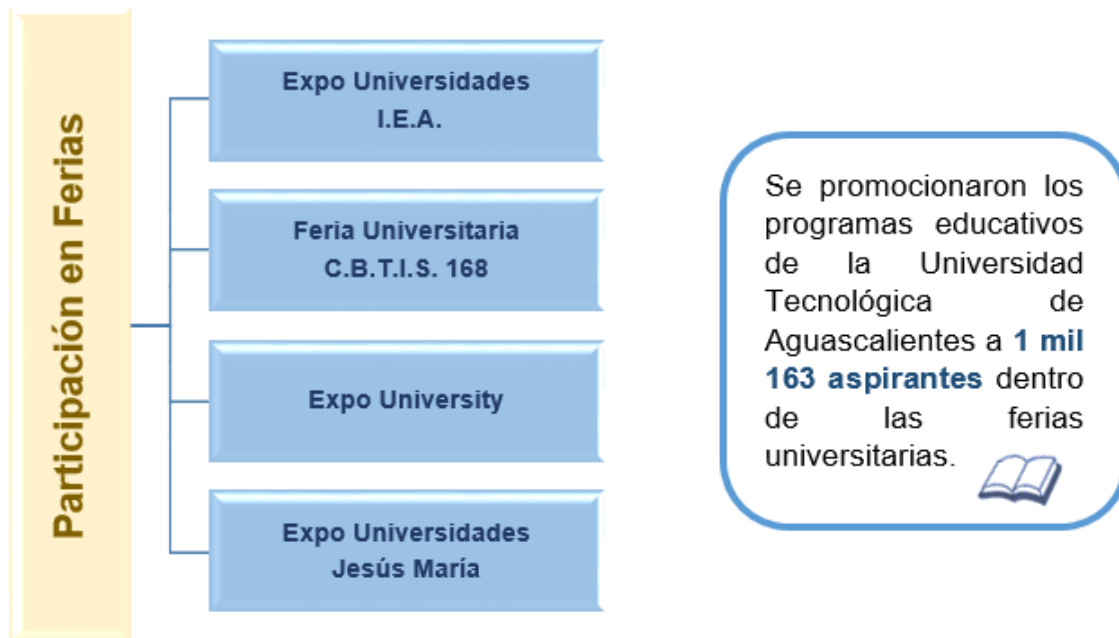 Participación en Ferias
Expo Universidades
I.E.A.
Feria Universitaria
C.B.T.I.S. 168
Expo University
Expo Universidades
Jesús María
Se promocionaron los
programas educativos
de la Universidad
Tecnológica de
Aguascalientes a 1 mil
163 aspirantes dentro
de las ferias
universitarias.